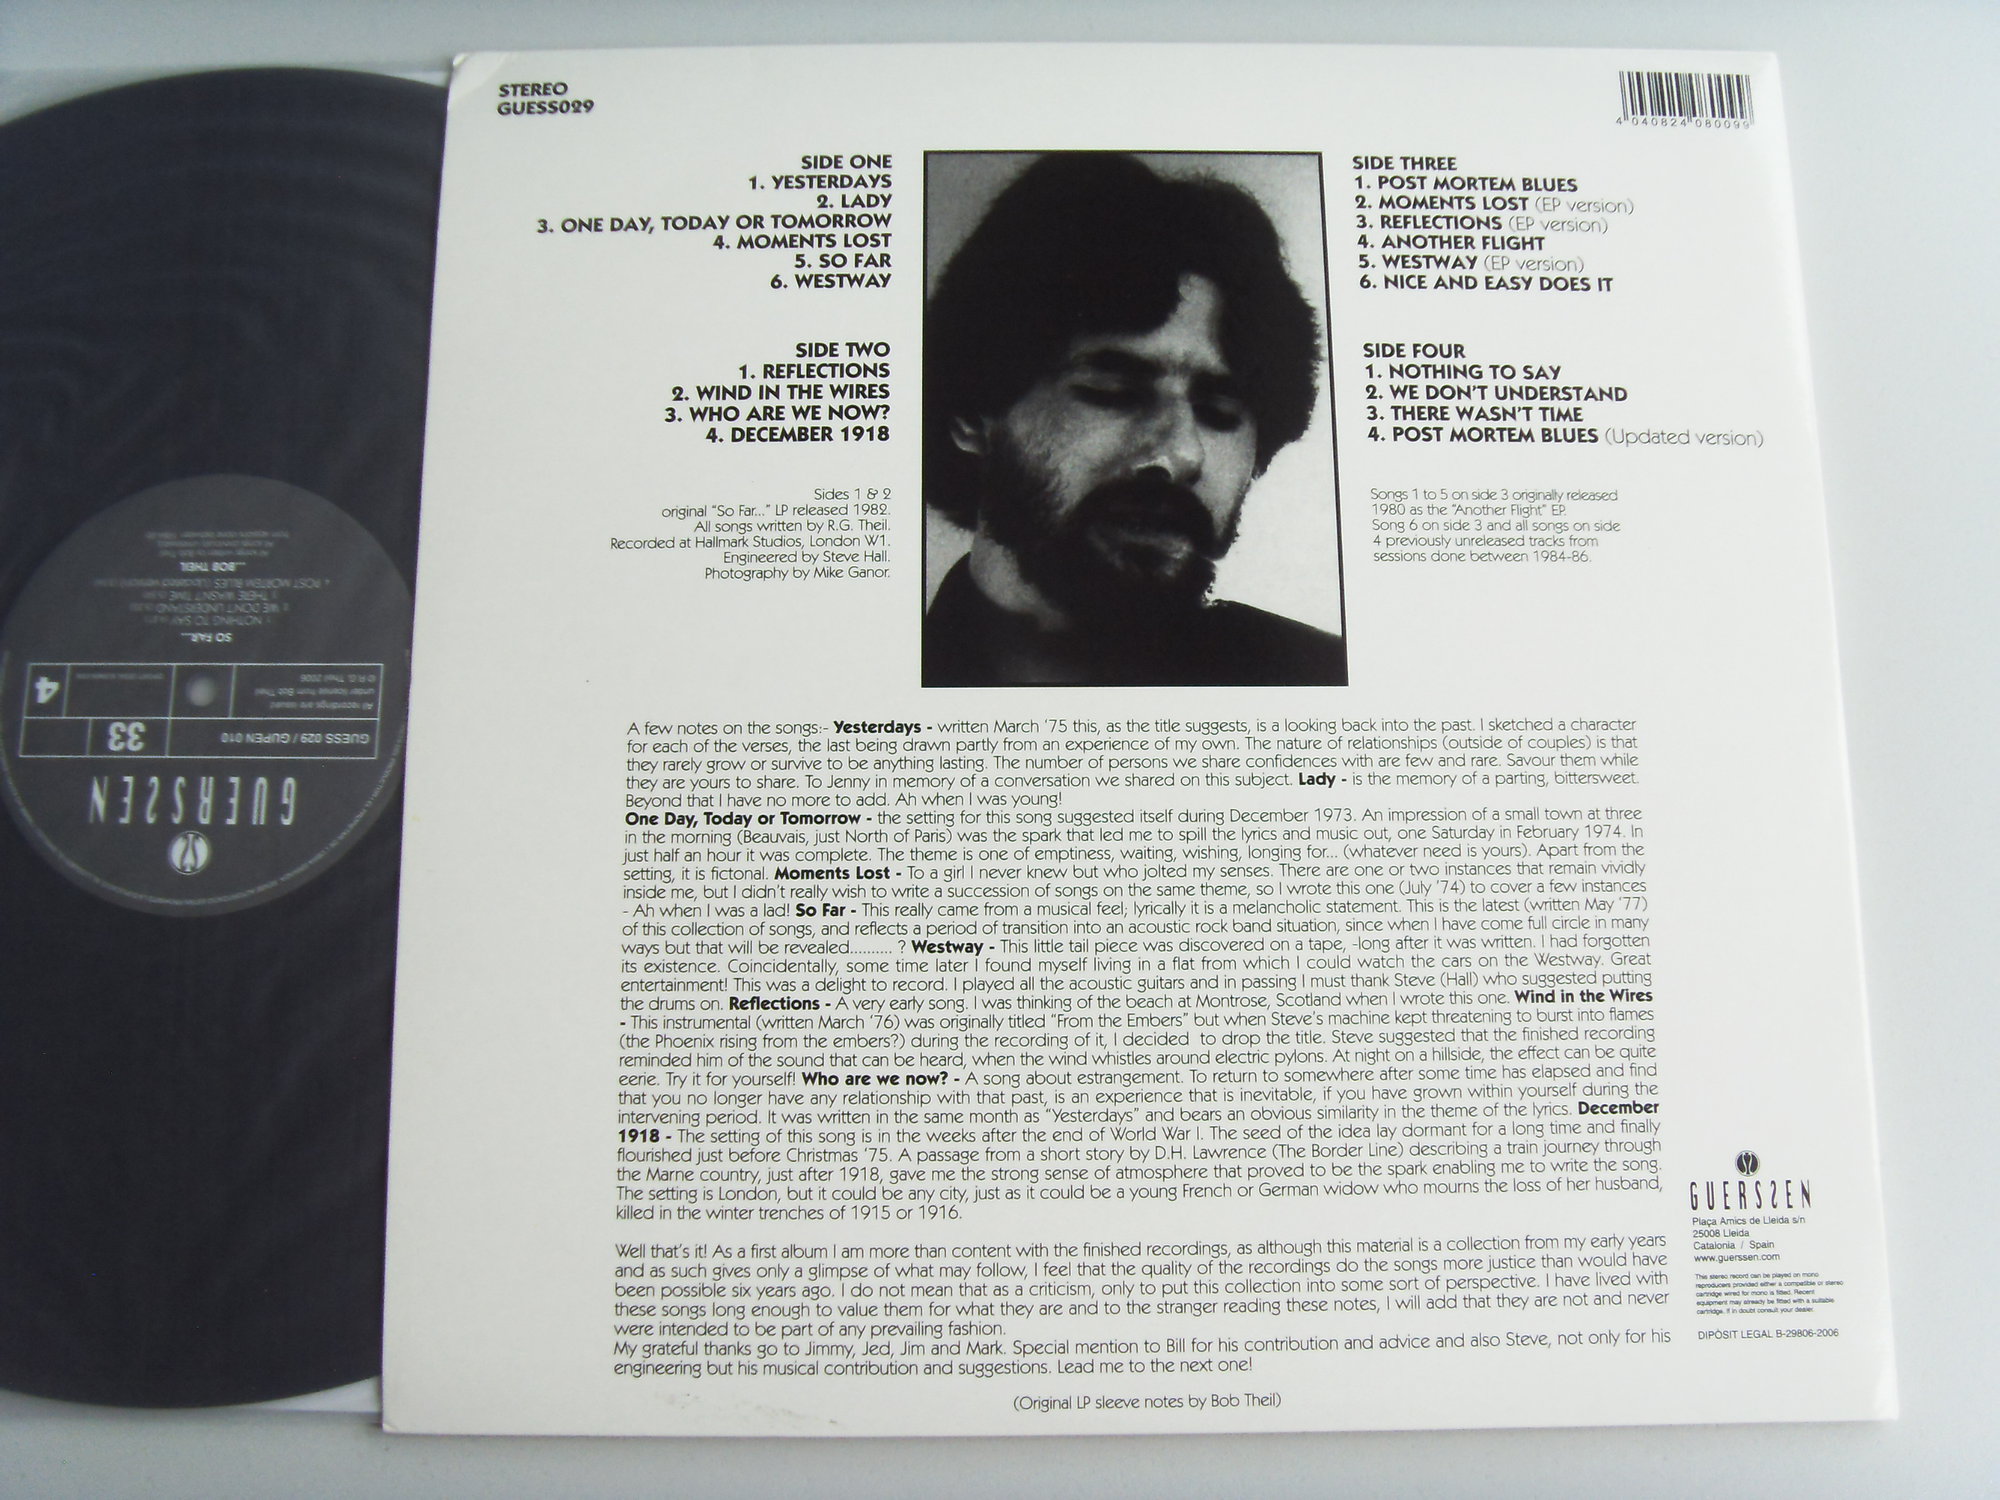 STEREO
GUESS029
4 040824 080099
SIDE ONE
1. YESTERDAYS
2. LADY
3. ONE DAY, TODAY OR TOMORROW
4. MOMENTS LOST
5. SO FAR
6. WESTWAY
SIDE TWO
1. REFLECTIONS
2. WIND IN THE WIRES
3. WHO ARE WE NOW?
4. DECEMBER 1918
Sides 1 & 2
original "So Far..." LP released 1982.
All songs written by R.G. Theil.
Recorded at Hallmark Studios, London W1.
Engineered by Steve Hall.
Photography by Mike Ganor.
SIDE THREE
1. POST MORTEM BLUES
2. MOMENTS LOST (EP version)
3. REFLECTIONS (EP version)
4. ANOTHER FLIGHT
5. WESTWAY (EP version)
6. NICE AND EASY DOES IT
SIDE FOUR
1. NOTHING TO SAY
2. WE DON'T UNDERSTAND
3. THERE WASN'T TIME
4. POST MORTEM BLUES (Updated version)
Songs 1 to 5 on side 3 originally released
1980 as the "Another Flight" EP.
Song 6 on side 3 and all songs on side
4 previously unreleased tracks from
sessions done between 1984-86.
A few notes on the songs:- Yesterdays - written March '75 this, as the title suggests, is a looking back into the past. I sketched a character
for each of the verses, the last being drawn partly from an experience of my own. The nature of relationships (outside of couples) is that
they rarely grow or survive to be anything lasting. The number of persons we share confidences with are few and rare. Savour them while
they are yours to share. To Jenny in memory of a conversation we shared on this subject. Lady - is the memory of a parting, bittersweet.
Beyond that I have no more to add. Ah when I was young!
One Day, Today or Tomorrow - the setting for this song suggested itself during December 1973. An impression of a small town at three
in the morning (Beauvais, just North of Paris) was the spark that led me to spill the lyrics and music out, one Saturday in February 1974. In
just half an hour it was complete. The theme is one of emptiness, waiting, wishing, longing for... (whatever need is yours). Apart from the
setting, it is fictonal. Moments Lost - To a girl I never knew but who jolted my senses. There are one or two instances that remain vividly
inside me, but I didn't really wish to write a succession of songs on the same theme, so I wrote this one (July '74) to cover a few instances
- Ah when I was a lad! So Far - This really came from a musical feel; lyrically it is a melancholic statement. This is the latest (written May '77)
of this collection of songs, and reflects a period of transition into an acoustic rock band situation, since when I have come full circle in many
ways but that will be revealed.......... ? Westway - This little tail piece was discovered on a tape, -long after it was written. I had forgotten
its existence. Coincidentally, some time later I found myself living in a flat from which I could watch the cars on the Westway. Great
entertainment! This was a delight to record. I played all the acoustic guitars and in passing I must thank Steve (Hall) who suggested putting
the drums on. Reflections - A very early song. I was thinking of the beach at Montrose, Scotland when I wrote this one. Wind in the Wires
- This instrumental (written March '76) was originally titled "From the Embers" but when Steve's machine kept threatening to burst into flames
(the Phoenix rising from the embers?) during the recording of it, I decided to drop the title. Steve suggested that the finished recording
reminded him of the sound that can be heard, when the wind whistles around electric pylons. At night on a hillside, the effect can be quite
eerie. Try it for yourself! Who are we now? - A song about estrangement. To return to somewhere after some time has elapsed and find
that you no longer have any relationship with that past, is an experience that is inevitable, if you have grown within yourself during the
intervening period. It was written in the same month as "Yesterdays" and bears an obvious similarity in the theme of the lyrics. December
1918 - The setting of this song is in the weeks after the end of World War I. The seed of the idea lay dormant for a long time and finally
flourished just before Christmas '75. A passage from a short story by D.H. Lawrence (The Border Line) describing a train journey through
the Marne country, just after 1918, gave me the strong sense of atmosphere that proved to be the spark enabling me to write the song.
The setting is London, but it could be any city, just as it could be a young French or German widow who mourns the loss of her husband,
killed in the winter trenches of 1915 or 1916.
Well that's it! As a first album I am more than content with the finished recordings, as although this material is a collection from my early years
and as such gives only a glimpse of what may follow, I feel that the quality of the recordings do the songs more justice than would have
been possible six years ago. I do not mean that as a criticism, only to put this collection into some sort of perspective. I have lived with
these songs long enough to value them for what they are and to the stranger reading these notes, I will add that they are not and never
were intended to be part of any prevailing fashion.
My grateful thanks go to Jimmy, Jed, Jim and Mark. Special mention to Bill for his contribution and advice and also Steve, not only for his
engineering but his musical contribution and suggestions. Lead me to the next one!
(Original LP sleeve notes by Bob Theil)
GUERSSEN
Plaça Amics de Lleida s/n
25008 Lleida
Catalonia / Spain
www.guerssen.com
This stereo record can be played on mono
reproducers provided either a compatible or stereo
cartridge wired for mono is fitted. Recent
equipment may already be fitted with a suitable
cartridge. If in doubt consult your dealer.
DIPÒSIT LEGAL B-29806-2006
GUERSSEN
GUESS 029 / GUPEN 010
33
All recordings are issued
under license from Bob Theil
© R.G. Theil 2006
4
SO FAR...
1 NOTHING TO SAY
2 WE DON'T UNDERSTAND
3 THERE WASN'T TIME
4 POST MORTEM BLUES (Updated version)
...BOB THEIL